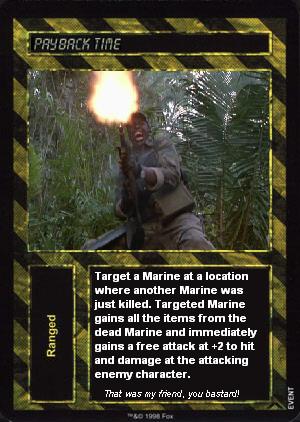 PAYBACK TIME
Target a Marine at a location
where another Marine was
just killed. Targeted Marine
gains all the items from the
dead Marine and immediately
gains a free attack at +2 to hit
and damage at the attacking
enemy character.
That was my friend, you bastard!
Ranged
EVENT
™&© 1998 Fox